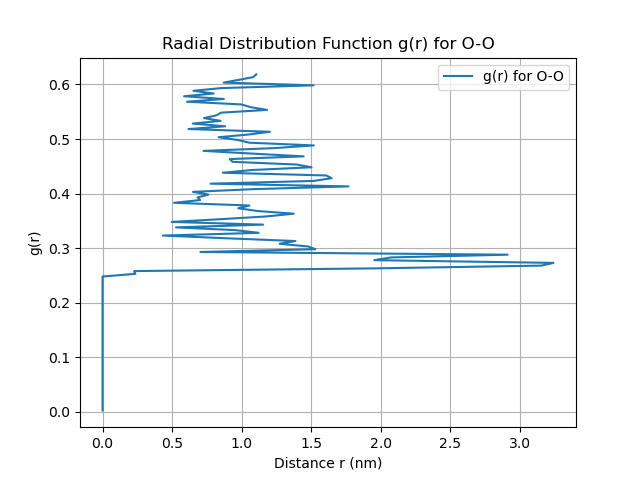 Radial Distribution Function g(r) for O-O
g(r) for O-O
0.6
0.5
0.4
0.3
0.2
0.1
0.0
g(r)
0.0 0.5 1.0 1.5 2.0 2.5 3.0
Distance r (nm)